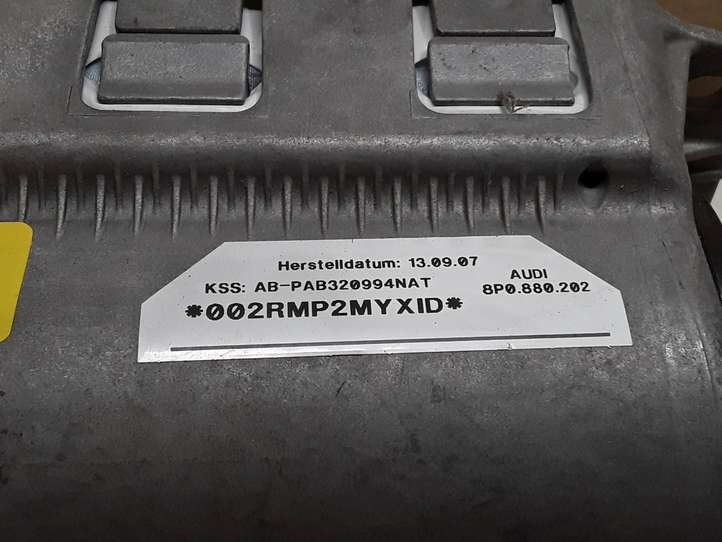 Herstelldatum: 13.09.07
KSS: AB-PAB320994NAT
*002RMP2MYXID*
AUDI
8P0.880.202